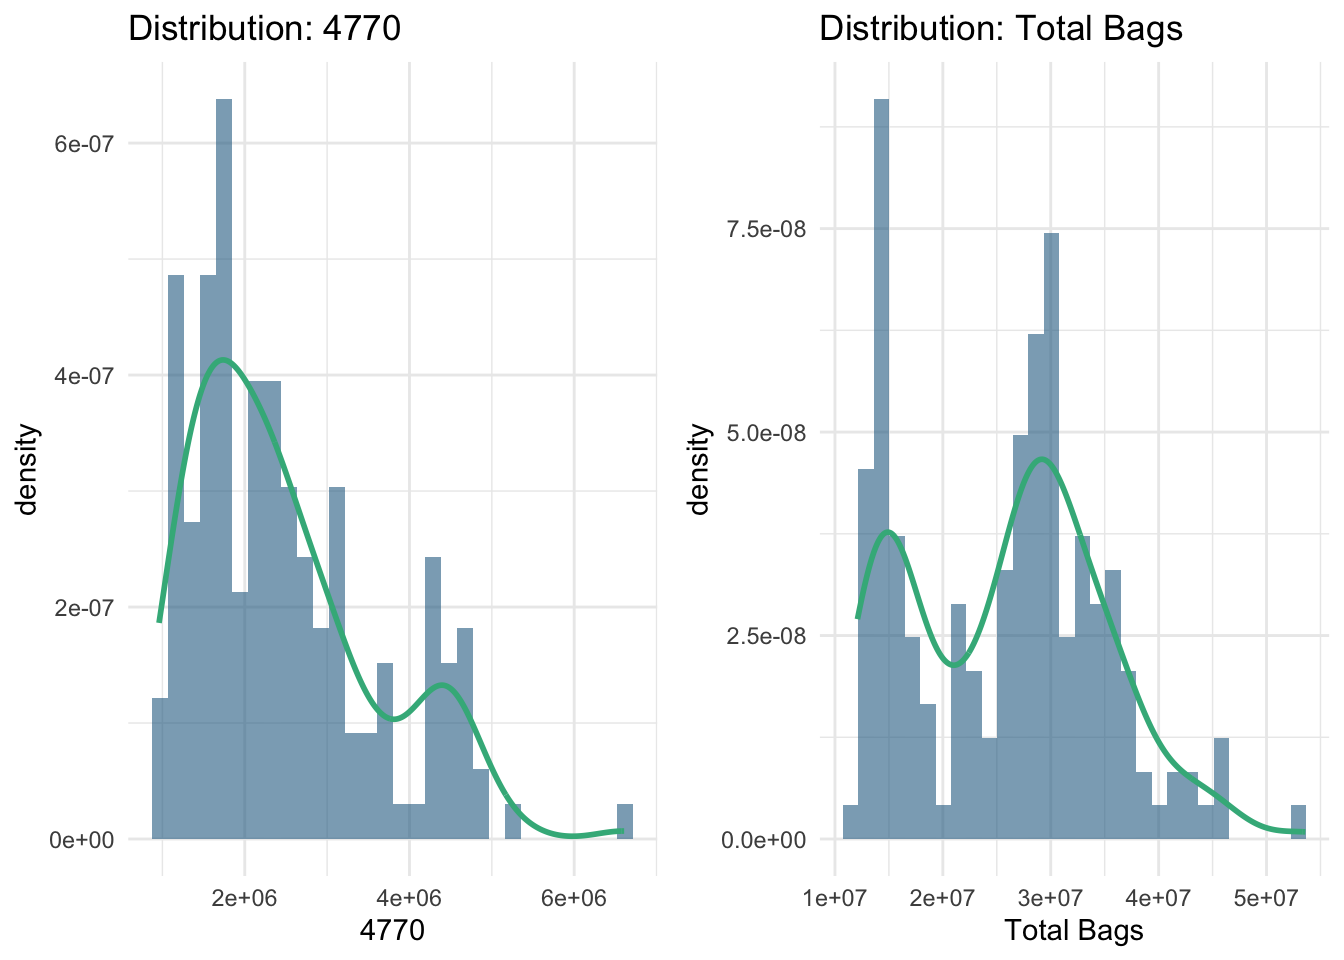 Distribution: 4770
density
6e-07
4e-07
2e-07
0e+00
2e+06 4e+06 6e+06
4770
Distribution: Total Bags
density
7.5e-08
5.0e-08
2.5e-08
0.0e+00
1e+07 2e+07 3e+07 4e+07 5e+07
Total Bags